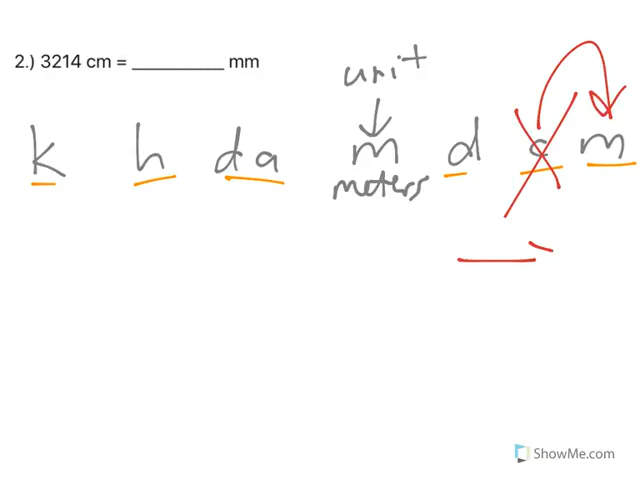 2.) 3214 cm = __________ mm
unit
k h da m d c m
meters
ShowMe.com